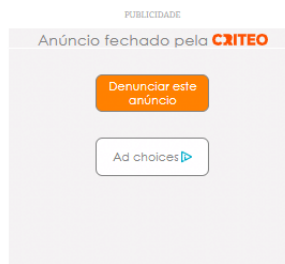 PUBLICIDADE
Anúncio fechado pela CRITEO
Denunciar este
anúncio
Ad choices